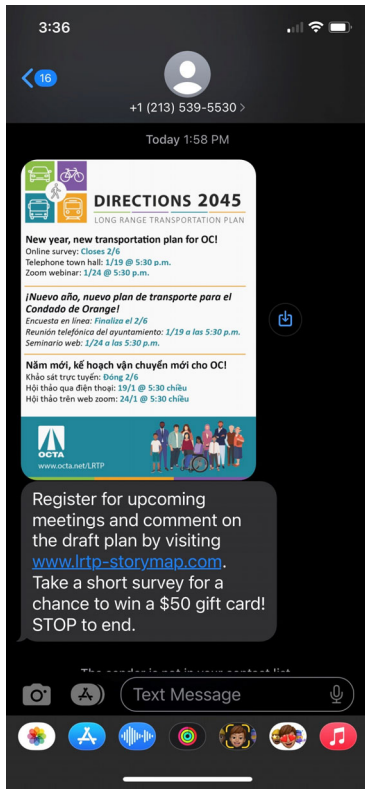 3:36
16
+1 (213) 539-5530 >
Today 1:58 PM
DIRECTIONS 2045
LONG RANGE TRANSPORTATION PLAN
New year, new transportation plan for OC!
Online survey: Closes 2/6
Telephone town hall: 1/19 @ 5:30 p.m.
Zoom webinar: 1/24 @ 5:30 p.m.
¡Nuevo año, nuevo plan de transporte para el
Condado de Orange!
Encuesta en línea: Finaliza el 2/6
Reunión telefónica del ayuntamiento: 1/19 a las 5:30 p.m.
Seminario web: 1/24 a las 5:30 p.m.
Năm mới, kế hoạch vận chuyển mới cho OC!
Khảo sát trực tuyến: Đóng 2/6
Hội thảo qua điện thoại: 19/1 @ 5:30 chiều
Hội thảo trên web zoom: 24/1 @ 5:30 chiều
OCTA
www.octa.net/LRTP
Register for upcoming
meetings and comment on
the draft plan by visiting
www.lrtp-storymap.com.
Take a short survey for a
chance to win a $50 gift card!
STOP to end.
The sender is not in your contact list
Text Message